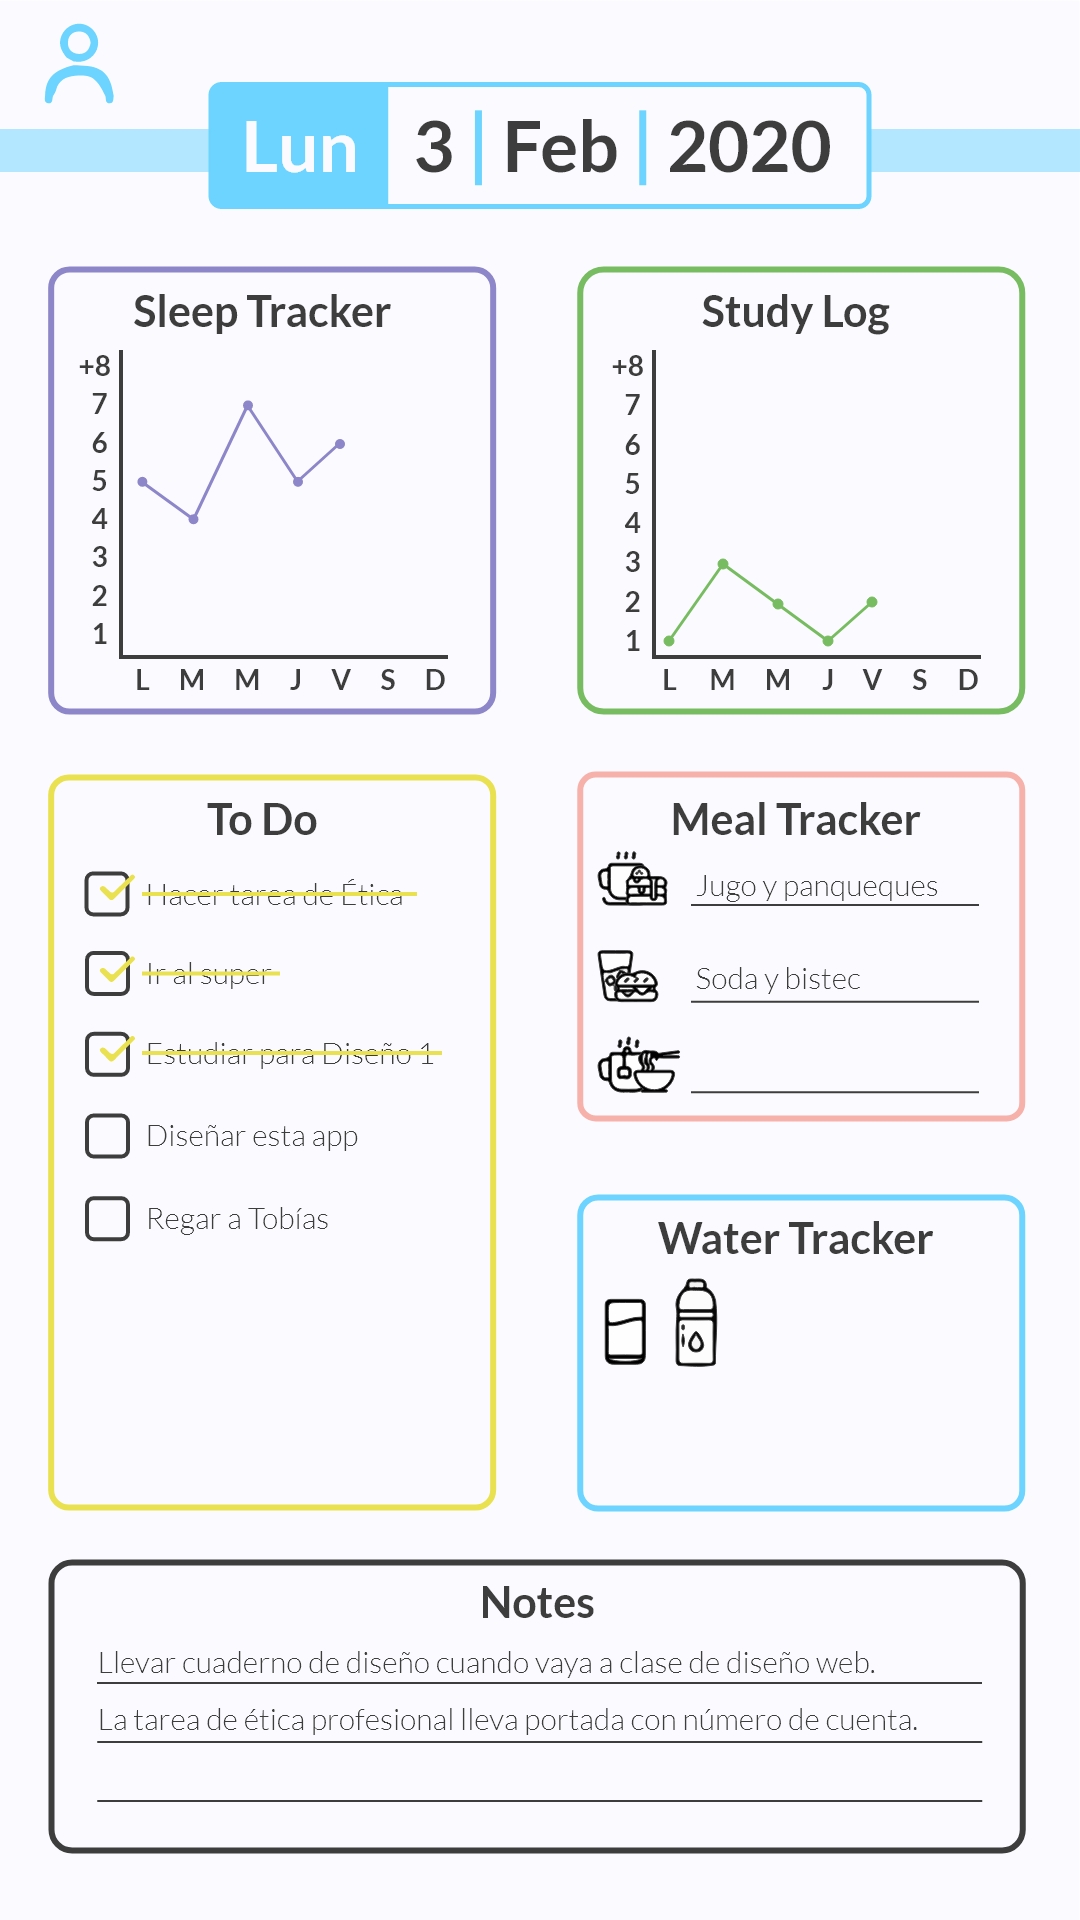 Lun 3 Feb 2020
Sleep Tracker
+8
7
6
5
4
3
2
1
L M M J V S D
Study Log
+8
7
6
5
4
3
2
1
L M M J V S D
To Do
Hacer tarea de Ética
Ir al super
Estudiar para Diseño 1
Diseñar esta app
Regar a Tobías
Meal Tracker
Jugo y panqueques
Soda y bistec
Water Tracker
Notes
Llevar cuaderno de diseño cuando vaya a clase de diseño web.
La tarea de ética profesional lleva portada con número de cuenta.